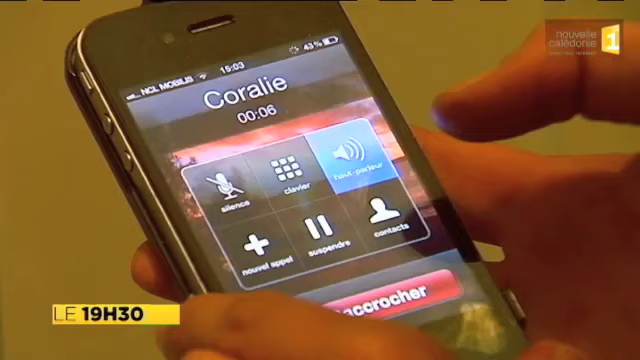 nouvelle
calédonie
1
NCL MOBILIS 15:03 43%
Coralie
00:06
silence
clavier
haut-parleur
nouvel appel
suspendre
contacts
accrocher
LE 19H30